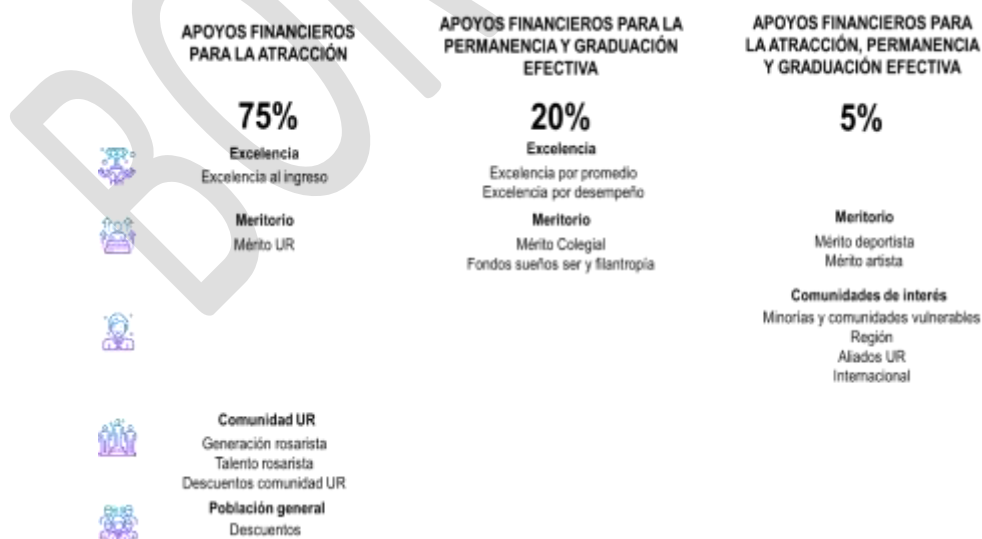 APOYOS FINANCIEROS
PARA LA ATRACCIÓN
75%
Excelencia
Excelencia al ingreso
Meritorio
Mérito UR
Comunidad UR
Generación rosarista
Talento rosarista
Descuentos comunidad UR
Población general
Descuentos
APOYOS FINANCIEROS PARA LA
PERMANENCIA Y GRADUACIÓN
EFECTIVA
20%
Excelencia
Excelencia por promedio
Excelencia por desempeño
Meritorio
Mérito Colegial
Fondos sueños ser y filantropía
APOYOS FINANCIEROS PARA
LA ATRACCIÓN, PERMANENCIA
Y GRADUACIÓN EFECTIVA
5%
Meritorio
Mérito deportista
Mérito artista
Comunidades de interés
Minorías y comunidades vulnerables
Región
Aliados UR
Internacional